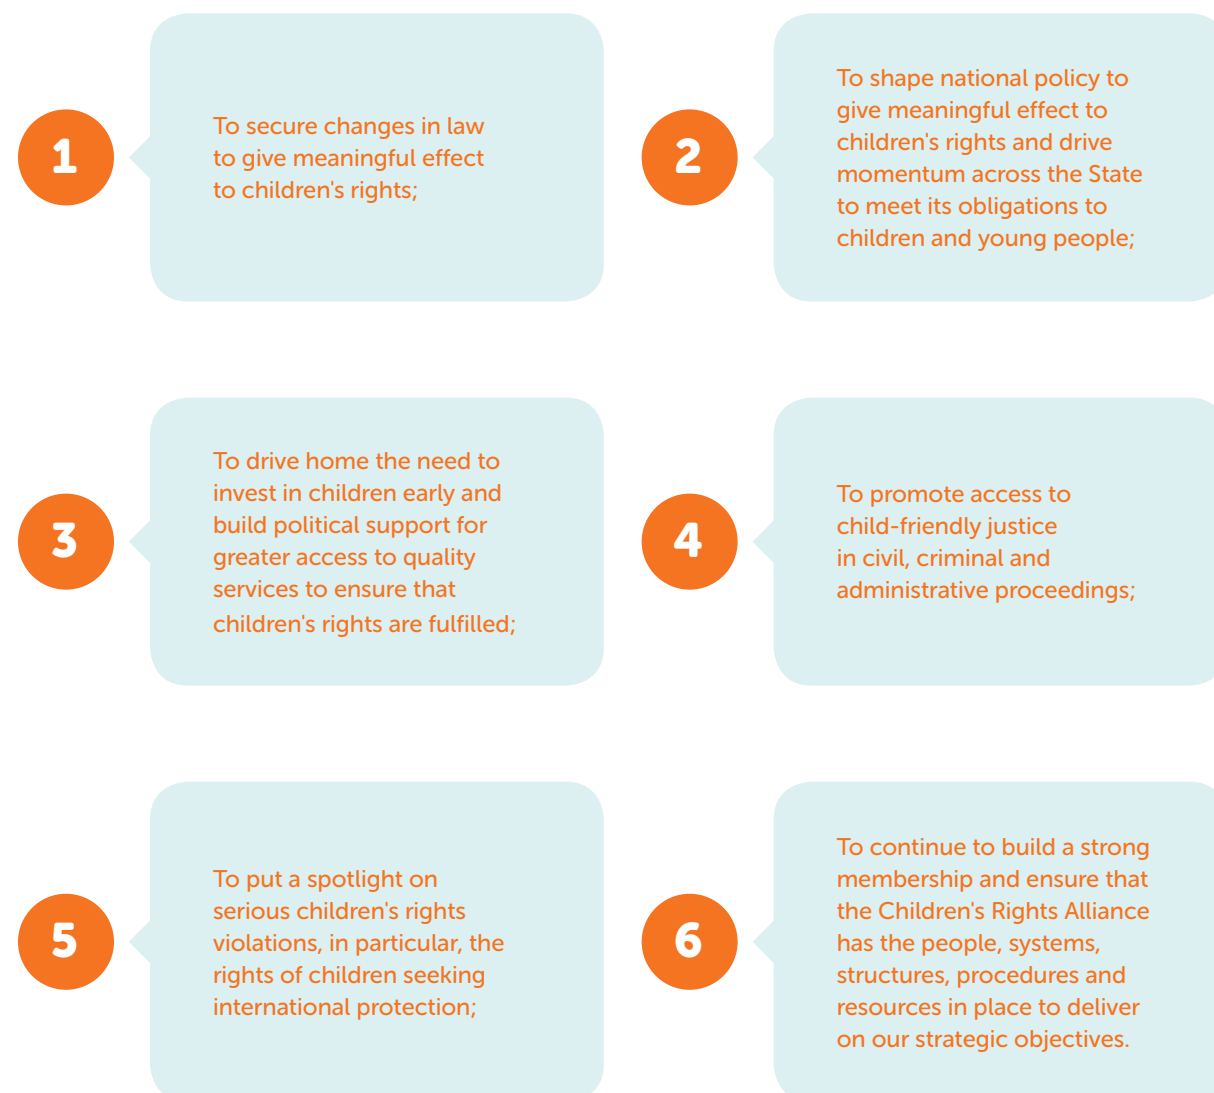 1
To secure changes in law
to give meaningful effect
to children's rights;
2
To shape national policy to
give meaningful effect to
children's rights and drive
momentum across the State
to meet its obligations to
children and young people;
3
To drive home the need to
invest in children early and
build political support for
greater access to quality
services to ensure that
children's rights are fulfilled;
4
To promote access to
child-friendly justice
in civil, criminal and
administrative proceedings;
5
To put a spotlight on
serious children's rights
violations, in particular, the
rights of children seeking
international protection;
6
To continue to build a strong
membership and ensure that
the Children's Rights Alliance
has the people, systems,
structures, procedures and
resources in place to deliver
on our strategic objectives.